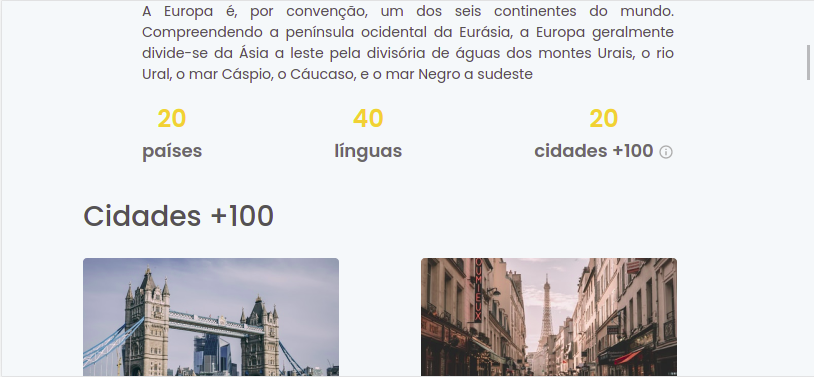 A Europa é, por convenção, um dos seis continentes do mundo.
Compreendendo a península ocidental da Eurásia, a Europa geralmente
divide-se da Ásia a leste pela divisória de águas dos montes Urais, o rio
Ural, o mar Cáspio, o Cáucaso, e o mar Negro a sudeste
20 40 20
países línguas cidades +100
Cidades +100
UMIEUX